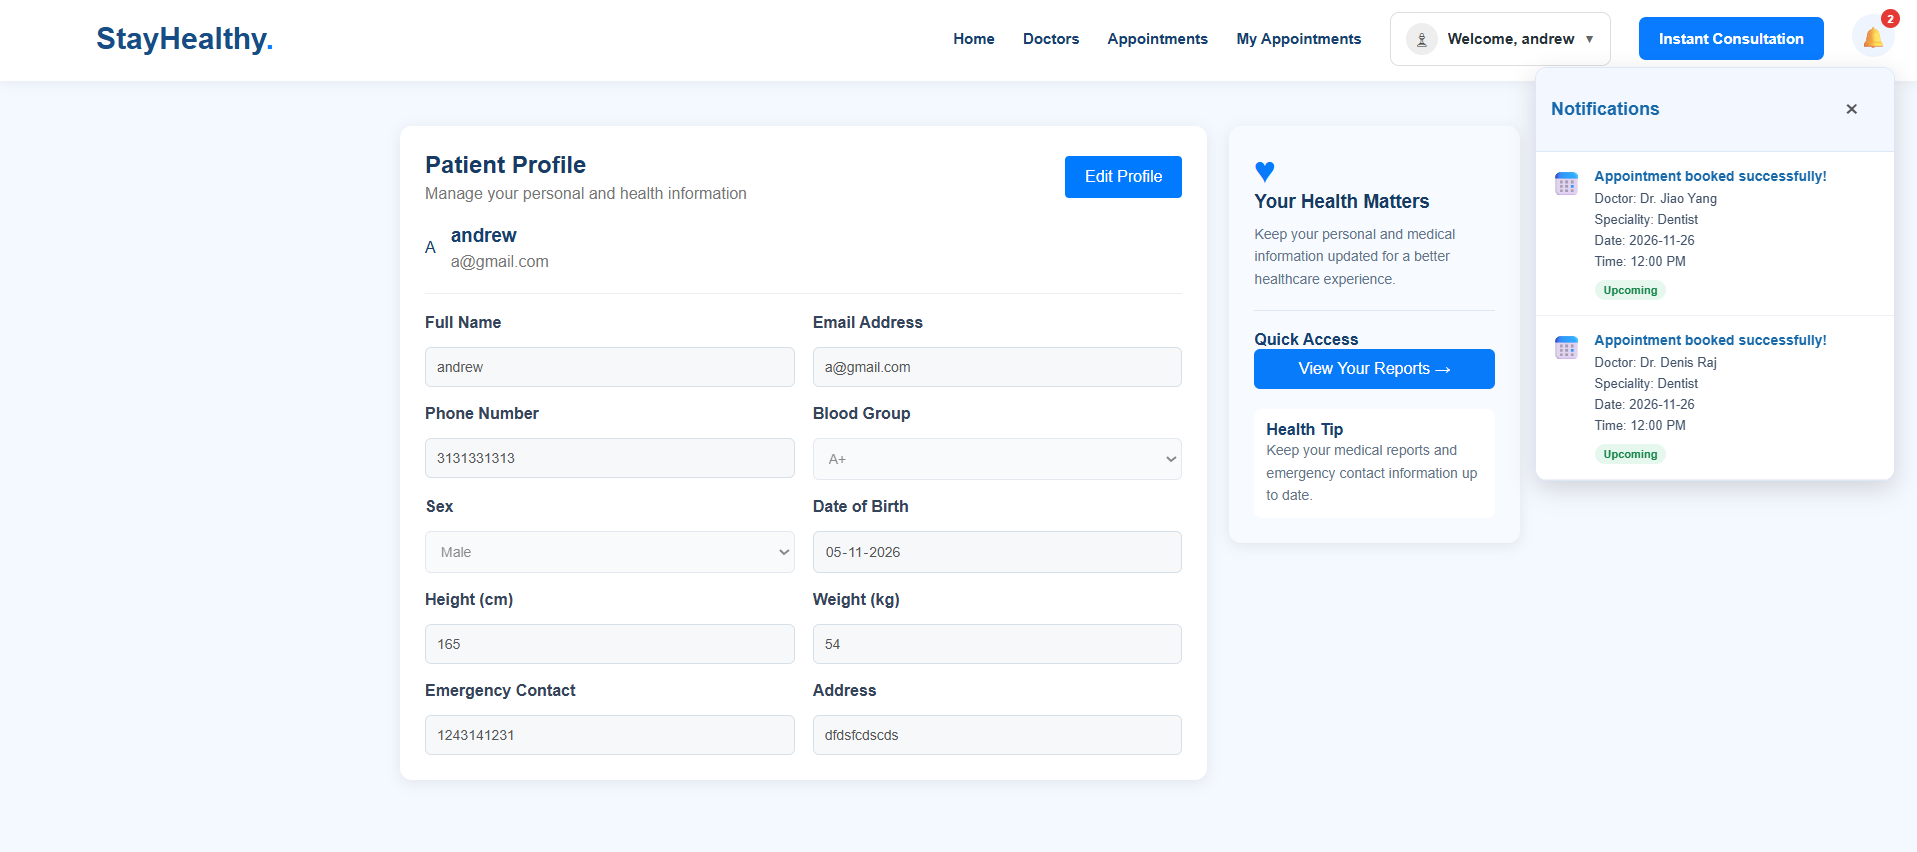 StayHealthy.
Home Doctors Appointments My Appointments Welcome, andrew ▼ Instant Consultation 2
Patient Profile
Manage your personal and health information
Edit Profile
A
andrew
a@gmail.com
Full Name
andrew
Email Address
a@gmail.com
Phone Number
3131331313
Blood Group
A+
Sex
Male
Date of Birth
05-11-2026
Height (cm)
165
Weight (kg)
54
Emergency Contact
1243141231
Address
dfdsfcdscds
♥
Your Health Matters
Keep your personal and medical
information updated for a better
healthcare experience.
Quick Access
View Your Reports →
Health Tip
Keep your medical reports and
emergency contact information up
to date.
Notifications ✕
Appointment booked successfully!
Doctor: Dr. Jiao Yang
Speciality: Dentist
Date: 2026-11-26
Time: 12:00 PM
Upcoming
Appointment booked successfully!
Doctor: Dr. Denis Raj
Speciality: Dentist
Date: 2026-11-26
Time: 12:00 PM
Upcoming